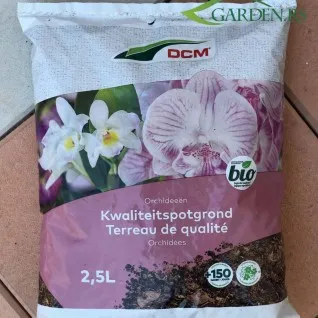 GARDEN.
DCM
bio
Orchideeën
Kwaliteitspotgrond
Terreau de qualité
Orchidées
2,5L
+150